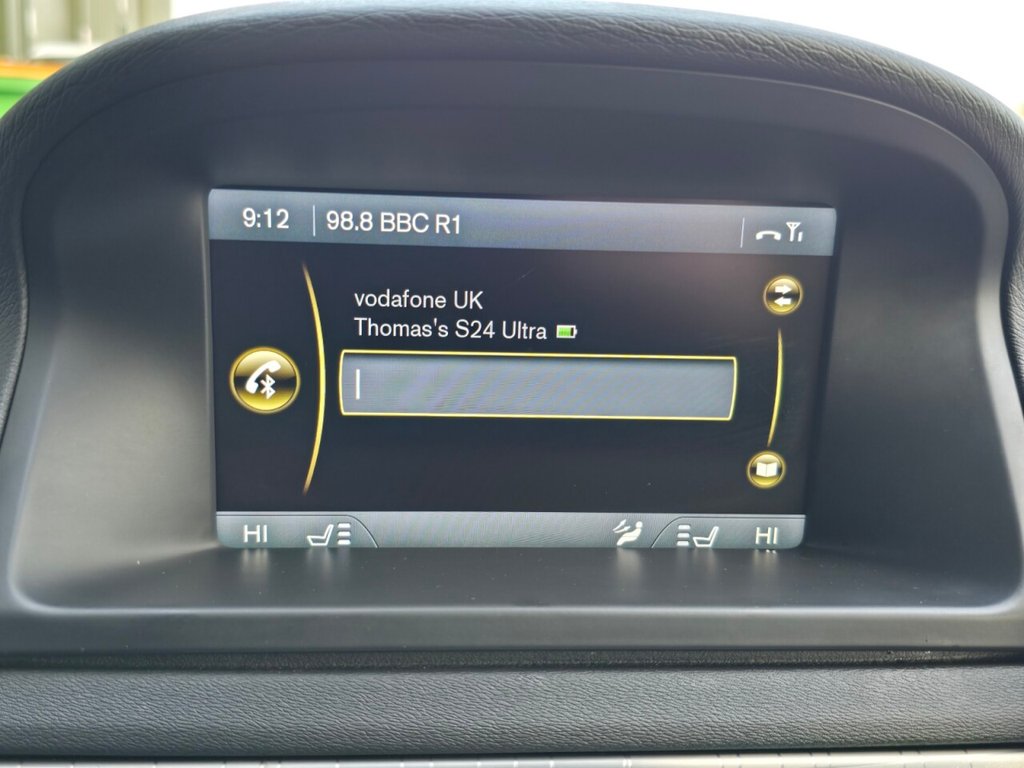 9:12 98.8 BBC R1
vodafone UK
Thomas's S24 Ultra
HI HI